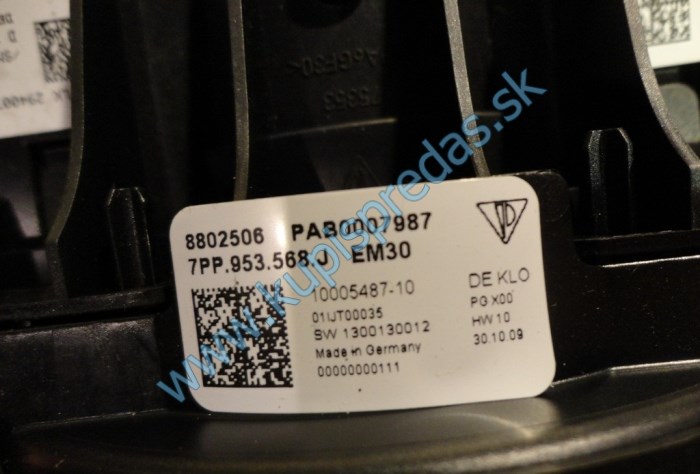 8802506 PAB0007987
7PP.953.568.J EM30
10005487-10
01IJT00035
SW 1300130012
Made in Germany
00000000111
DE KLO
PG X00
HW 10
30.10.09
www.kupispredas.sk